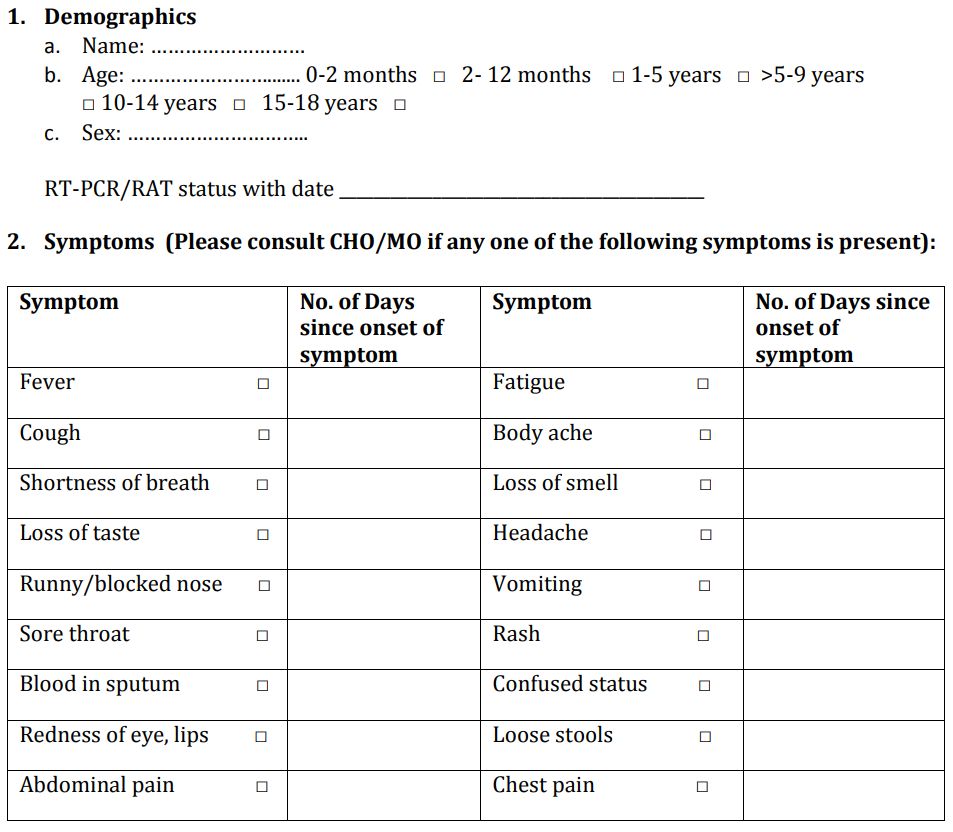 1. Demographics
a. Name: ………………………
b. Age: ……………………….. 0-2 months □ 2- 12 months □ 1-5 years □ >5-9 years
□ 10-14 years □ 15-18 years □
c. Sex: …………………………..
RT-PCR/RAT status with date ___________________________________
2. Symptoms (Please consult CHO/MO if any one of the following symptoms is present):
Symptom No. of Days since onset of symptom Symptom No. of Days since onset of symptom
Fever □ Fatigue □
Cough □ Body ache □
Shortness of breath □ Loss of smell □
Loss of taste □ Headache □
Runny/blocked nose □ Vomiting □
Sore throat □ Rash □
Blood in sputum □ Confused status □
Redness of eye, lips □ Loose stools □
Abdominal pain □ Chest pain □